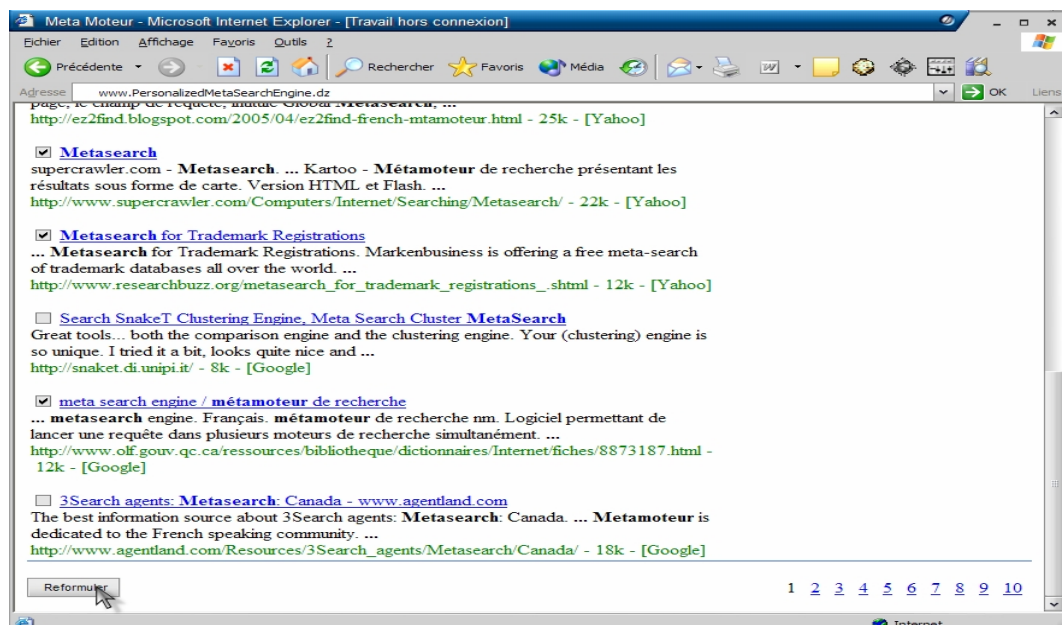 Meta Moteur - Microsoft Internet Explorer - [Travail hors connexion]
Fichier Edition Affichage Favoris Outils ?
Précédente Rechercher Favoris Média
Adresse www.PersonalizedMetaSearchEngine.dz OK Liens
page, le champ de requête, intitulé Global MetaSearch, ...
http://ez2find.blogspot.com/2005/04/ez2find-french-mtamoteur.html - 25k - [Yahoo]
Metasearch
supercrawler.com - Metasearch. ... Kartoo - Métamoteur de recherche présentant les
résultats sous forme de carte. Version HTML et Flash. ...
http://www.supercrawler.com/Computers/Internet/Searching/Metasearch/ - 22k - [Yahoo]
Metasearch for Trademark Registrations
... Metasearch for Trademark Registrations. Markenbusiness is offering a free meta-search
of trademark databases all over the world. ...
http://www.researchbuzz.org/metasearch_for_trademark_registrations_.shtml - 12k - [Yahoo]
Search SnakeT Clustering Engine, Meta Search Cluster MetaSearch
Great tools... both the comparison engine and the clustering engine. Your (clustering) engine is
so unique. I tried it a bit, looks quite nice and ...
http://snaket.di.unipi.it/ - 8k - [Google]
meta search engine / métamoteur de recherche
... metasearch engine. Français. métamoteur de recherche nm. Logiciel permettant de
lancer une requête dans plusieurs moteurs de recherche simultanément. ...
http://www.olf.gouv.qc.ca/ressources/bibliotheque/dictionnaires/Internet/fiches/8873187.html -
12k - [Google]
3Search agents: Metasearch: Canada - www.agentland.com
The best information source about 3Search agents: Metasearch: Canada. ... Metamoteur is
dedicated to the French speaking community. ...
http://www.agentland.com/Resources/3Search_agents/Metasearch/Canada/ - 18k - [Google]
Reformuler 1 2 3 4 5 6 7 8 9 10
Internet